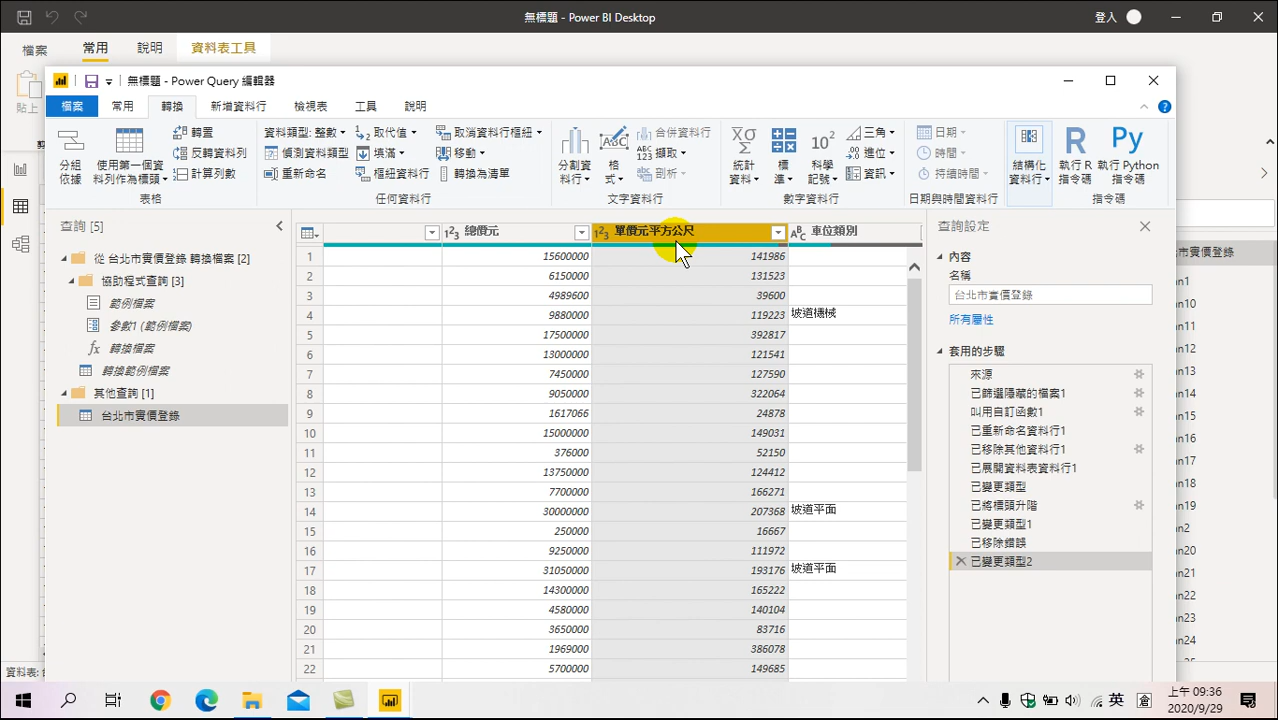 無標題 - Power BI Desktop
登入
檔案
常用
說明
資料表工具
貼上
無標題 - Power Query 編輯器
檔案
常用
轉換
新增資料行
檢視表
工具
說明
分組
依據
使用第一個資
料列作為標頭
轉置
反轉資料列
計算列數
表格
資料類型: 整數
偵測資料類型
重新命名
取代值
填滿
樞紐資料行
取消資料行樞紐
移動
轉換為清單
任何資料行
分割資
料行
格
式
合併資料行
擷取
剖析
文字資料行
統計
資料
標
準
科學
記號
三角
進位
資訊
數字資料行
日期
時間
持續時間
日期與時間資料行
結構化
資料行
執行 R
指令碼
執行 Python
指令碼
指令碼
查詢 [5]
從 台北市實價登錄 轉換檔案 [2]
協助程式查詢 [3]
範例檔案
參數1 (範例檔案)
fx 轉換檔案
轉換範例檔案
其他查詢 [1]
台北市實價登錄
總價元 單價元平方公尺 車位類別
1 15600000 141986
2 6150000 131523
3 4989600 39600
4 9880000 119223 坡道機械
5 17500000 392817
6 13000000 121541
7 7450000 127590
8 9050000 322064
9 1617066 24878
10 15000000 149031
11 376000 52150
12 13750000 124412
13 7700000 166271
14 30000000 207368 坡道平面
15 250000 16667
16 9250000 111972
17 31050000 193176 坡道平面
18 14300000 165222
19 4580000 140104
20 3650000 83716
21 1969000 386078
22 5700000 149685
查詢設定
內容
名稱
台北市實價登錄
所有屬性
套用的步驟
來源
已篩選隱藏的檔案1
叫用自訂函數1
已重新命名資料行1
已移除其他資料行1
已展開資料表資料行1
已變更類型
已將標頭升階
已變更類型1
已移除錯誤
已變更類型2
市實價登錄
資料表:
英
上午 09:36
2020/9/29